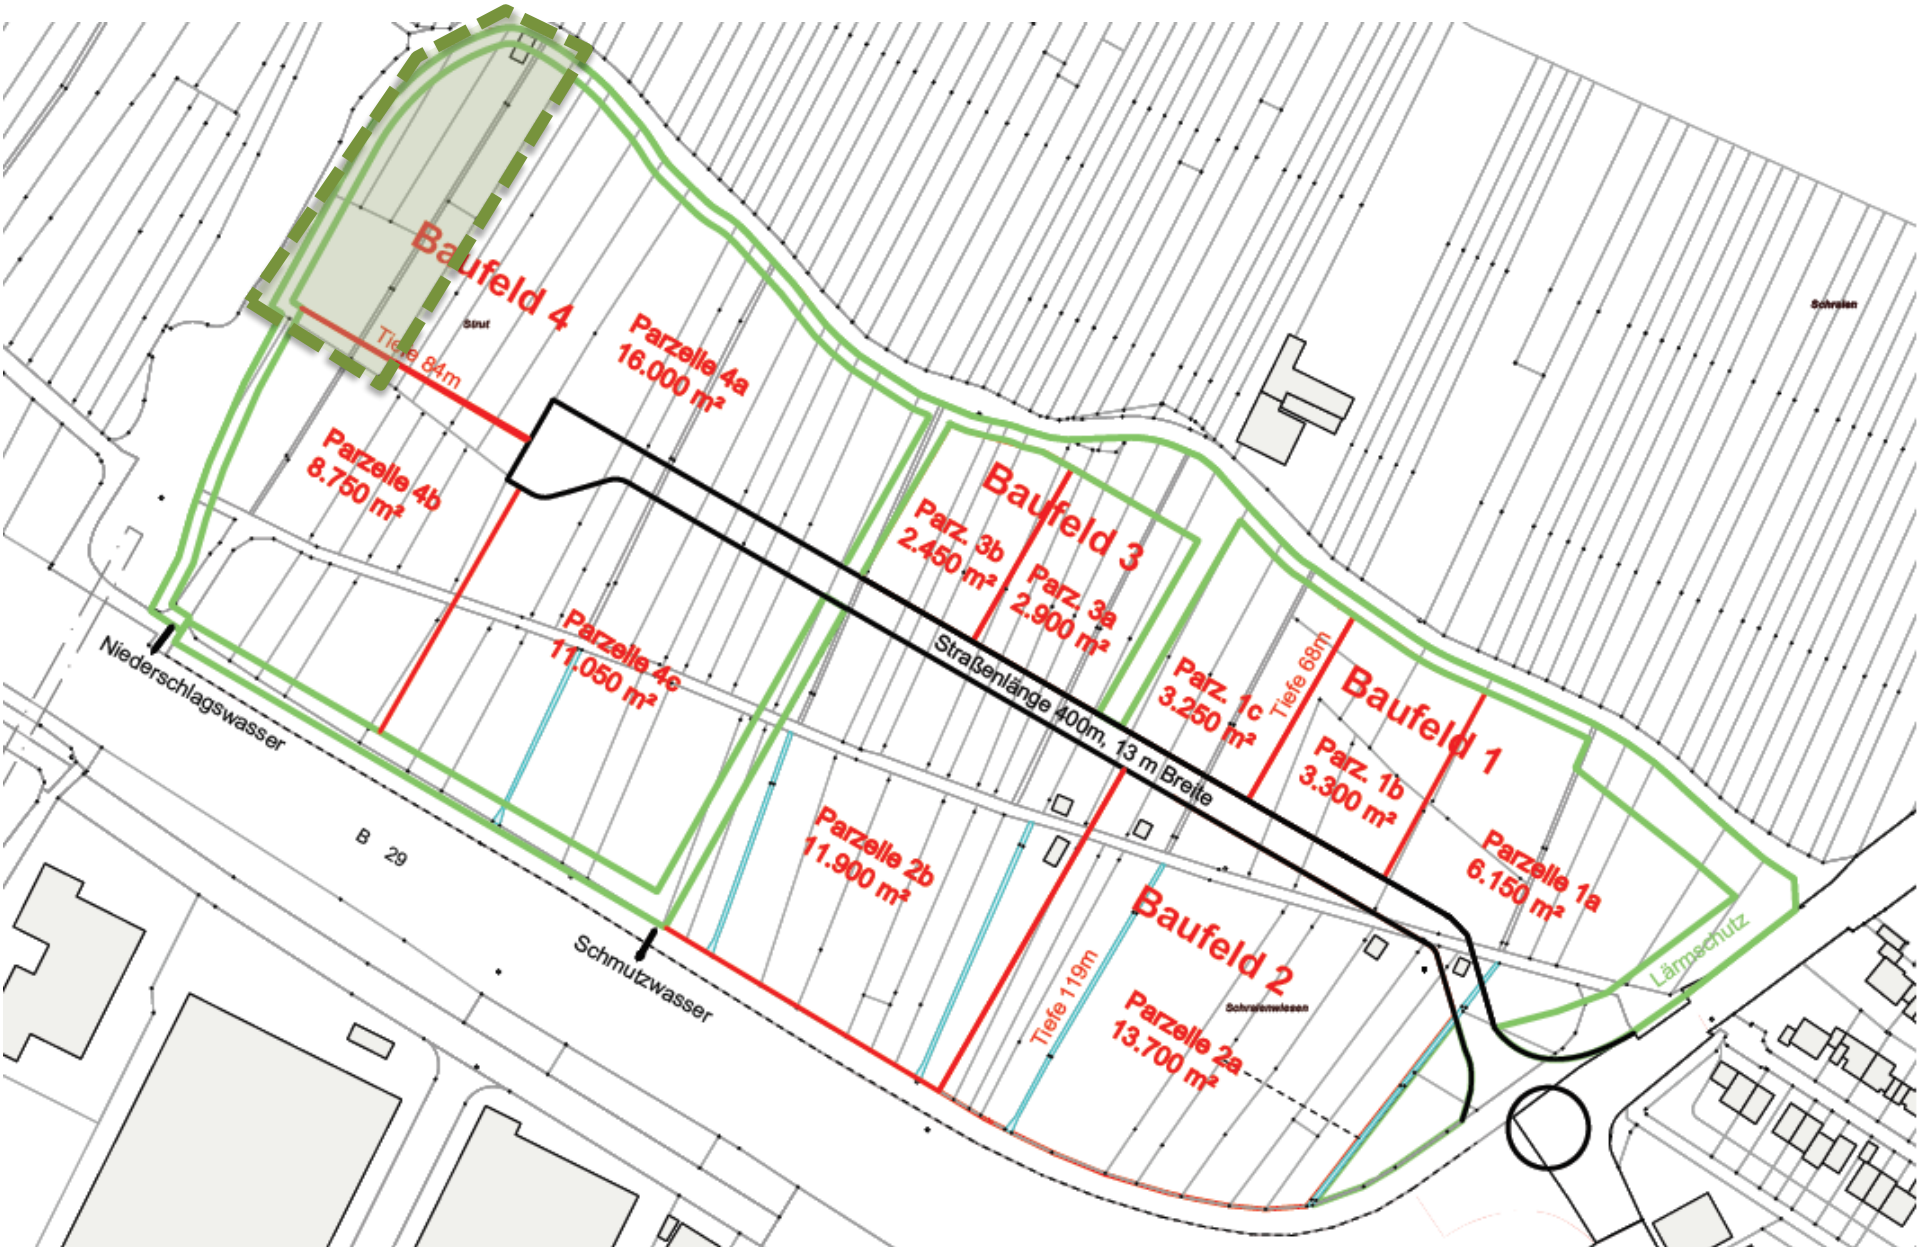 Baufeld 4
Strut
Tiefe 84m
Parzelle 4a
16.000 m²
Parzelle 4b
8.750 m²
Parzelle 4c
11.050 m²
Baufeld 3
Parz. 3b
2.450 m²
Parz. 3a
2.900 m²
Schraien
Straßenlänge 400m, 13 m Breite
Parz. 1c
3.250 m²
Tiefe 68m
Baufeld 1
Parz. 1b
3.300 m²
Parzelle 1a
6.150 m²
Lärmschutz
Niederschlagswasser
B 29
Schmutzwasser
Parzelle 2b
11.900 m²
Baufeld 2
Schraienwiesen
Tiefe 119m
Parzelle 2a
13.700 m²